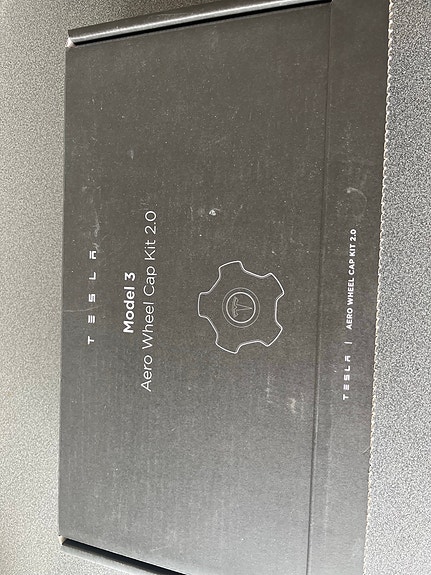 TESLA
Model 3
Aero Wheel Cap Kit 2.0
TESLA | AERO WHEEL CAP KIT 2.0